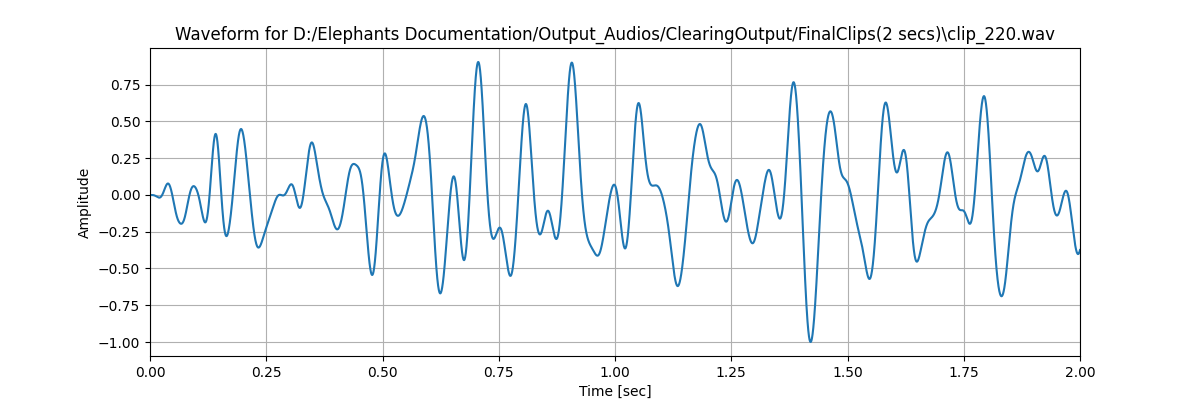 Waveform for D:/Elephants Documentation/Output_Audios/ClearingOutput/FinalClips(2 secs)\clip_220.wav
Amplitude
0.75
0.50
0.25
0.00
−0.25
−0.50
−0.75
−1.00
0.00 0.25 0.50 0.75 1.00 1.25 1.50 1.75 2.00
Time [sec]